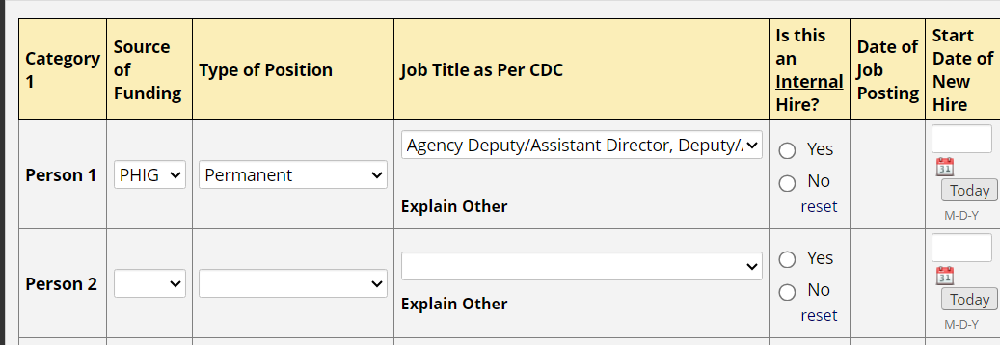 Category 1
Source of Funding
Type of Position
Job Title as Per CDC
Is this an Internal Hire?
Date of Job Posting
Start Date of New Hire
Person 1
PHIG
Permanent
Agency Deputy/Assistant Director, Deputy/.
Explain Other
Yes
No
reset
31
Today
M-D-Y
Person 2
Explain Other
Yes
No
reset
31
Today
M-D-Y